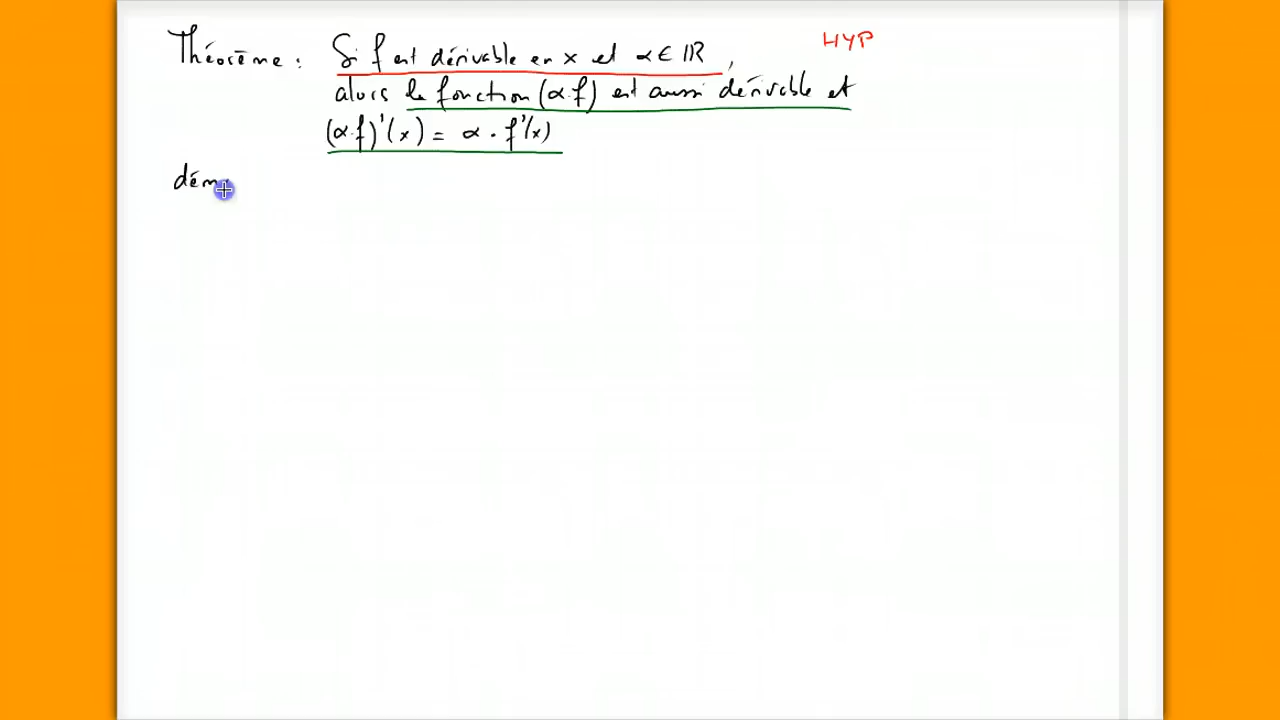 Théorème : Si f est dérivable en x et α ∈ ℝ , HYP
alors la fonction (α.f) est aussi dérivable et
(α.f)'(x) = α . f'(x)
dém